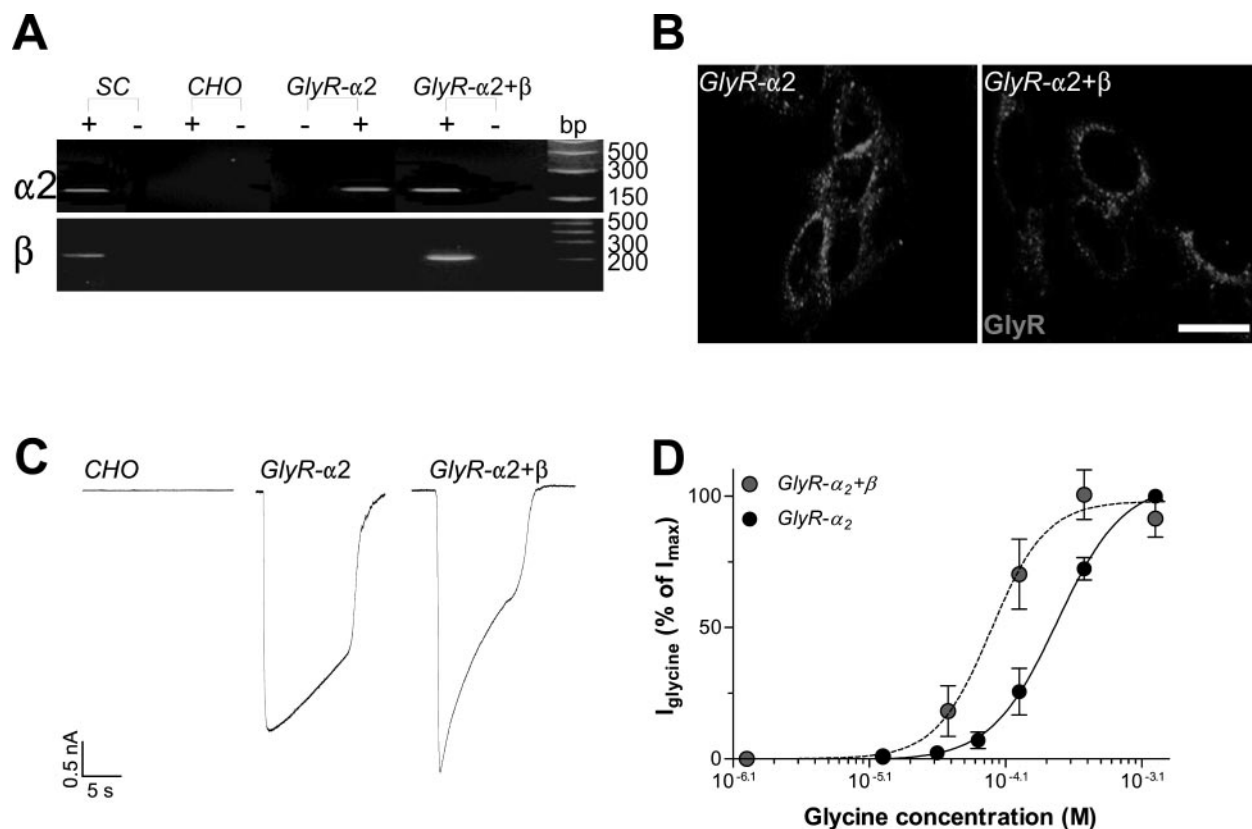 A
SC CHO GlyR-α2 GlyR-α2+β
+ - + - - + + - bp
α2
500
300
150
β
500
300
200
B
GlyR-α2
GlyR-α2+β
GlyR
C
CHO GlyR-α2 GlyR-α2+β
0.5 nA
5 s
D
GlyR-α₂+β
GlyR-α₂
I_glycine (% of I_max)
100
50
0
10^-6.1 10^-5.1 10^-4.1 10^-3.1
Glycine concentration (M)